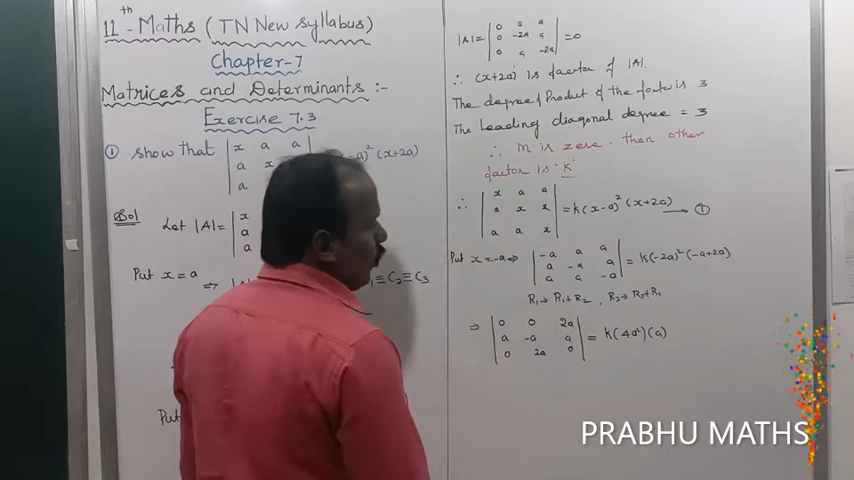 11th - Maths (TN New syllabus)
Chapter-7
Matrices and Determinants :-
Exercise 7.3
① show that | x a a
a x
a
-a)² (x+2a)
Sol Let |A| = | x
a
a
Put x = a ⇒
≡ C₂ ≡ C₃
Put
|A| = | 0 0 a | = 0
0 -2a a
0 a -2a
∴ (x+2a) is factor of |A|.
The degree of Product of the factor is 3
The Leading diagonal degree = 3
∴ m is zero. then other
factor is 'k'
∴ | x a a
a x x
a a x | = k(x-a)² (x+2a) → ①
Put x = -a ⇒ | -a a a
a -a a
a a -a | = k(-2a)² (-a+2a)
R₁ → R₁+R₂ , R₃ → R₃+R₁
⇒ | 0 0 2a
a -a a
0 2a 0 | = k(4a²)(a)
PRABHU MATHS